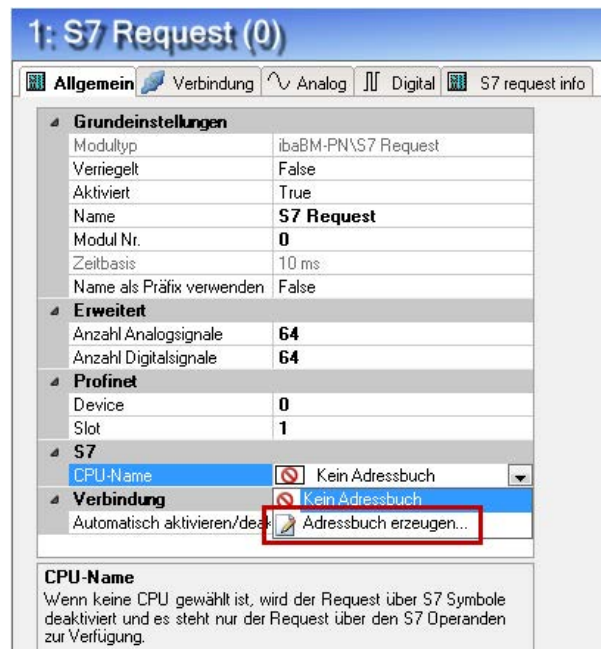 1: S7 Request (0)
Allgemein Verbindung Analog Digital S7 request info
Grundeinstellungen
Modultyp ibaBM-PN\S7 Request
Verriegelt False
Aktiviert True
Name S7 Request
Modul Nr. 0
Zeitbasis 10 ms
Name als Präfix verwenden False
Erweitert
Anzahl Analogsignale 64
Anzahl Digitalsignale 64
Profinet
Device 0
Slot 1
S7
CPU-Name Kein Adressbuch
Verbindung Kein Adressbuch
Automatisch aktivieren/deak Adressbuch erzeugen...
CPU-Name
Wenn keine CPU gewählt ist, wird der Request über S7 Symbole
deaktiviert und es steht nur der Request über den S7 Operanden
zur Verfügung.